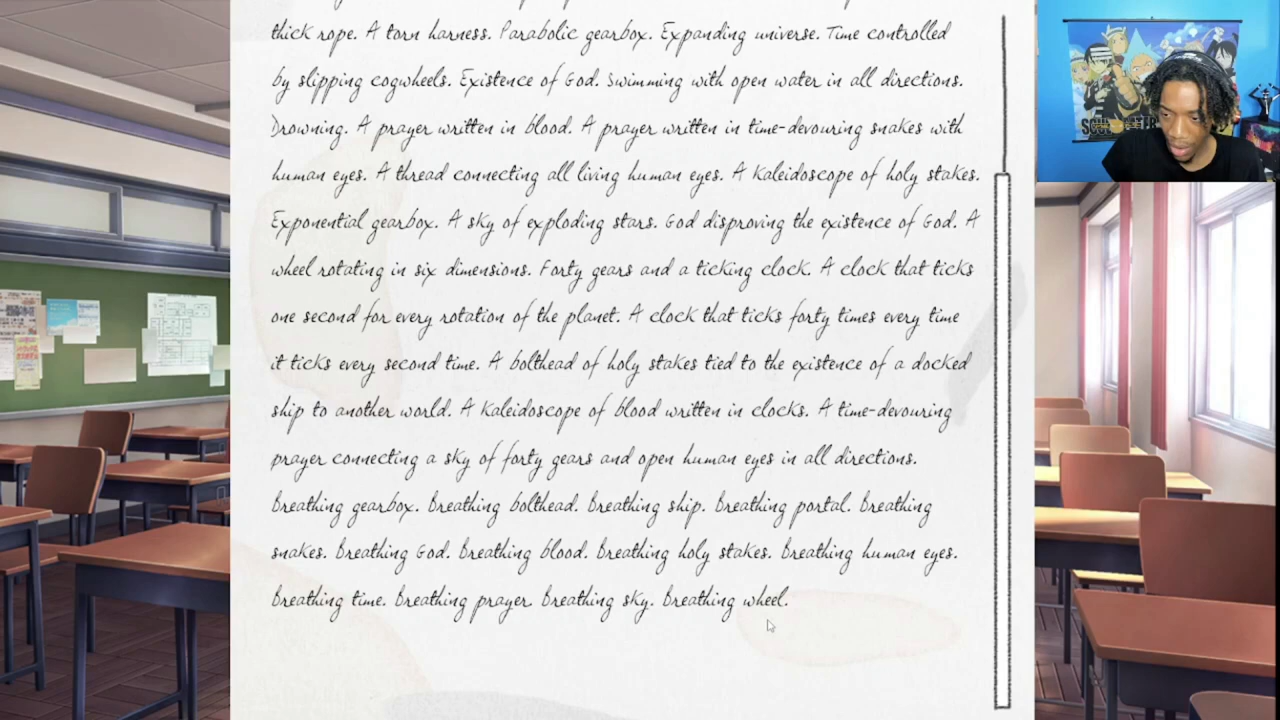 thick rope. A torn harness. Parabolic gearbox. Expanding universe. Time controlled
by slipping cogwheels. Existence of God. Swimming with open water in all directions.
Drowning. A prayer written in blood. A prayer written in time-devouring snakes with
human eyes. A thread connecting all living human eyes. A kaleidoscope of holy stakes.
Exponential gearbox. A sky of exploding stars. God disproving the existence of God. A
wheel rotating in six dimensions. Forty gears and a ticking clock. A clock that ticks
one second for every rotation of the planet. A clock that ticks forty times every time
it ticks every second time. A bolthead of holy stakes tied to the existence of a docked
ship to another world. A kaleidoscope of blood written in clocks. A time-devouring
prayer connecting a sky of forty gears and open human eyes in all directions.
Breathing gearbox. Breathing bolthead. Breathing ship. Breathing portal. Breathing
snakes. Breathing God. Breathing blood. Breathing holy stakes. Breathing human eyes.
Breathing time. Breathing prayer. Breathing sky. Breathing wheel.